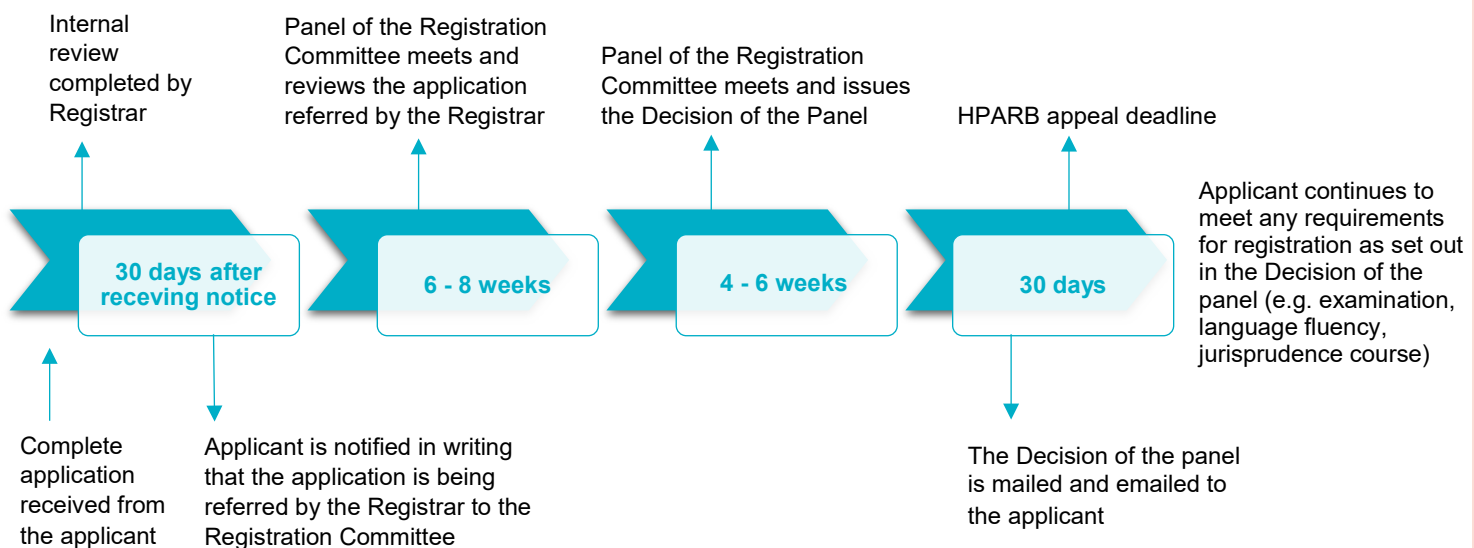 Internal
review
completed by
Registrar
Panel of the Registration
Committee meets and
reviews the application
referred by the Registrar
Panel of the Registration
Committee meets and issues
the Decision of the Panel
HPARB appeal deadline
30 days after
receving notice
6 - 8 weeks
4 - 6 weeks
30 days
Applicant continues to
meet any requirements
for registration as set out
in the Decision of the
panel (e.g. examination,
language fluency,
jurisprudence course)
Complete
application
received from
the applicant
Applicant is notified in writing
that the application is being
referred by the Registrar to the
Registration Committee
The Decision of the panel
is mailed and emailed to
the applicant